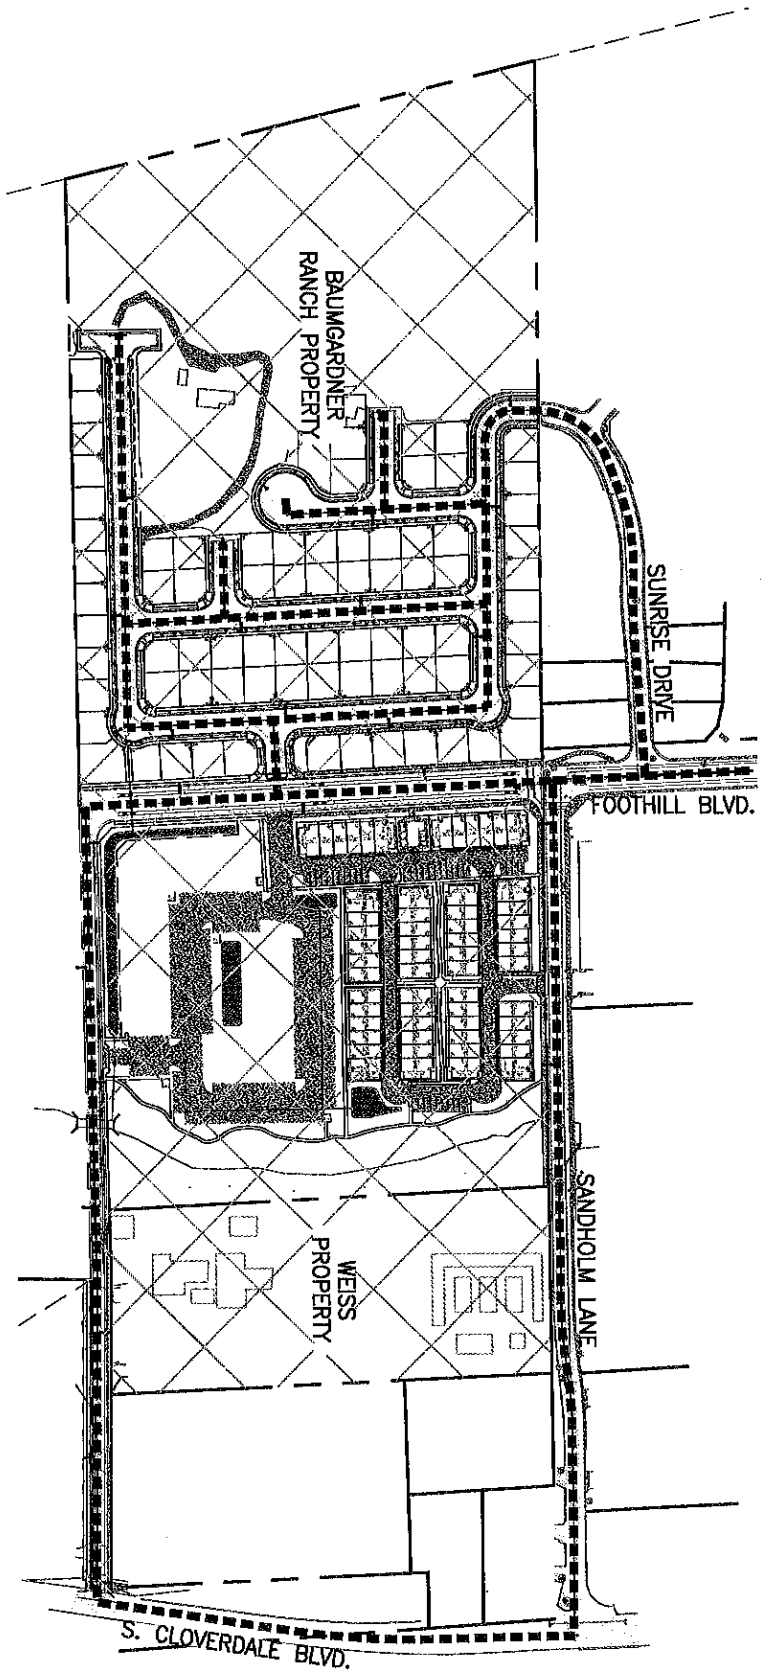 BAUMGARDNER
RANCH PROPERTY
SUNRISE DRIVE
FOOTHILL BLVD.
SANDHOLM LANE
WEISS
PROPERTY
S. CLOVERDALE BLVD.